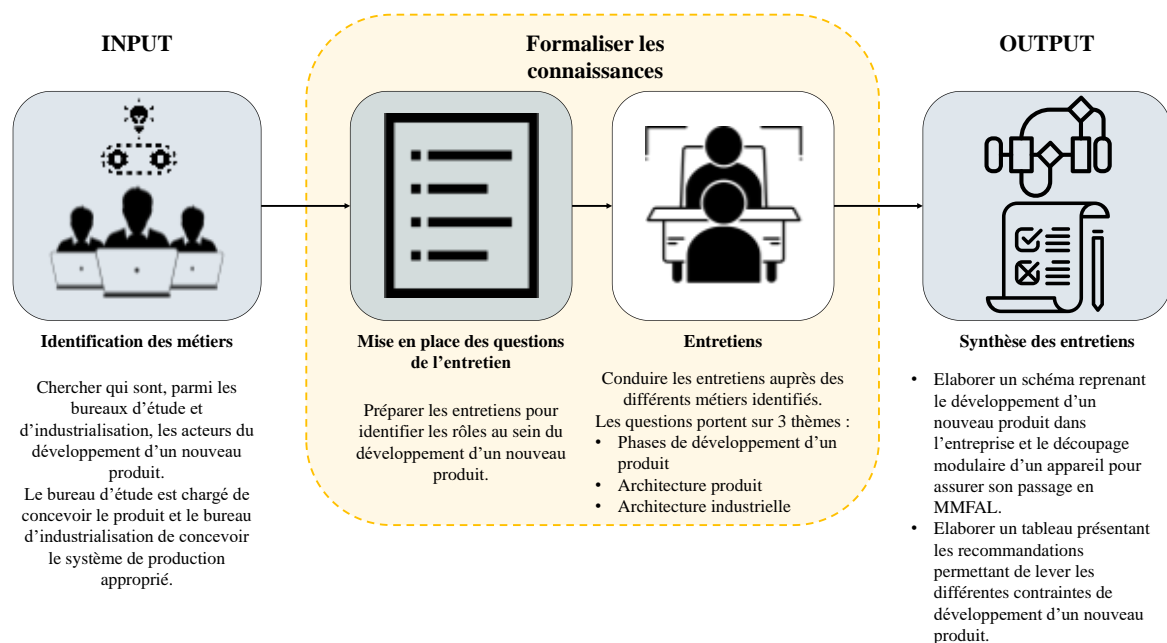 INPUT
Formaliser les
connaissances
OUTPUT
Identification des métiers
Chercher qui sont, parmi les
bureaux d'étude et
d'industrialisation, les acteurs du
développement d'un nouveau
produit.
Le bureau d'étude est chargé de
concevoir le produit et le bureau
d'industrialisation de concevoir
le système de production
approprié.
Mise en place des questions
de l'entretien
Préparer les entretiens pour
identifier les rôles au sein du
développement d'un nouveau
produit.
Entretiens
Conduire les entretiens auprès des
différents métiers identifiés.
Les questions portent sur 3 thèmes :
• Phases de développement d'un
produit
• Architecture produit
• Architecture industrielle
Synthèse des entretiens
• Elaborer un schéma reprenant
le développement d'un
nouveau produit dans
l'entreprise et le découpage
modulaire d'un appareil pour
assurer son passage en
MMFAL.
• Elaborer un tableau présentant
les recommandations
permettant de lever les
différentes contraintes de
développement d'un nouveau
produit.